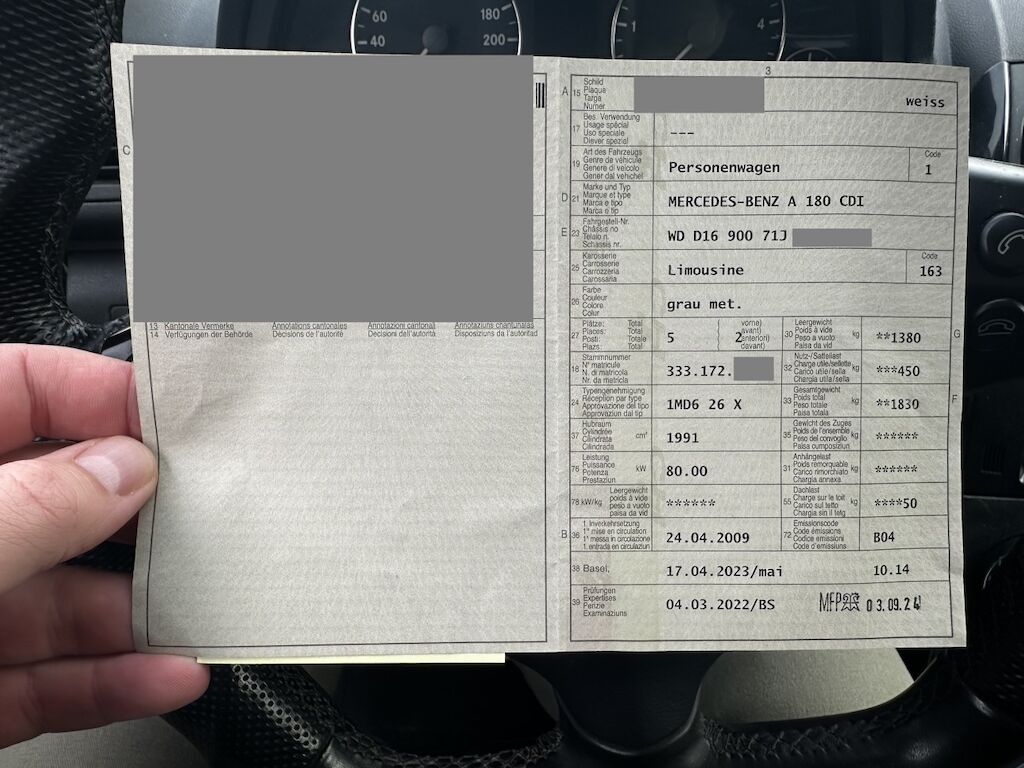 60
40
180
200
1
4
3
C
13 Kantonale Vermerke Annotations cantonales Annotazioni cantonali Annotaziuns chantunalas
14 Verfügungen der Behörde Décisions de l'autorité Decisioni dell'autorità Disposiziuns da l'autoritad
A 15 Schild
Plaque
Targa
Numer
weiss
17 Bes. Verwendung
Usage spécial
Uso speciale
Diever spezial
---
19 Art des Fahrzeugs
Genre de véhicule
Genere di veicolo
Gener dal vehichel
Personenwagen
Code
1
D 21 Marke und Typ
Marque et type
Marca e tipo
Marca e tip
MERCEDES-BENZ A 180 CDI
E 23 Fahrgestell-Nr.
Châssis no
Telaio n.
Schassis nr.
WD D16 900 71J
25 Karosserie
Carrosserie
Carrozzeria
Carossaria
Limousine
Code
163
26 Farbe
Couleur
Colore
Colur
grau met.
27 Plätze: Total
Places: Total
Posti: Totale
Plazs: Total
5
2
vorne)
avant)
anteriori)
davant)
30 Leergewicht
Poids à vide
Peso a vuoto
Paisa da vid
kg
**1380
G
18 Stammnummer
N° matricule
N. di matricola
Nr. da matricla
333.172.
32 Nutz-/Sattellast
Charge utile/sellette
Carico utile/sella
Chargia utila/sella
kg
***450
24 Typengenehmigung
Réception par type
Approvazione del tipo
Approvaziun dal tip
1MD6 26 X
33 Gesamtgewicht
Poids total
Peso totale
Paisa totala
kg
**1830
F
37 Hubraum
Cylindrée
Cilindrata
Cilindrada
cm³
1991
35 Gewicht des Zuges
Poids de l'ensemble
Peso del convoglio
Paisa cumposiziun
kg
******
76 Leistung
Puissance
Potenza
Prestaziun
kW
80.00
31 Anhängelast
Poids remorquable
Carico rimorchiato
Chargia annexa
kg
******
78 kW/kg Leergewicht
poids à vide
peso a vuoto
paisa da vid
******
55 Dachlast
Charge sur le toit
Carico sul tetto
Chargia sin il tetg
kg
****50
B 36 1. Inverkehrsetzung
1re mise en circulation
1a messa in circolazione
1. entrada en circulaziun
24.04.2009
72 Emissionscode
Code émissions
Codice emissioni
Code d'emissiuns
B04
38 Basel,
17.04.2023/mai
10.14
39 Prüfungen
Expertises
Perizie
Examinaziuns
04.03.2022/BS
MFP
03.09.24